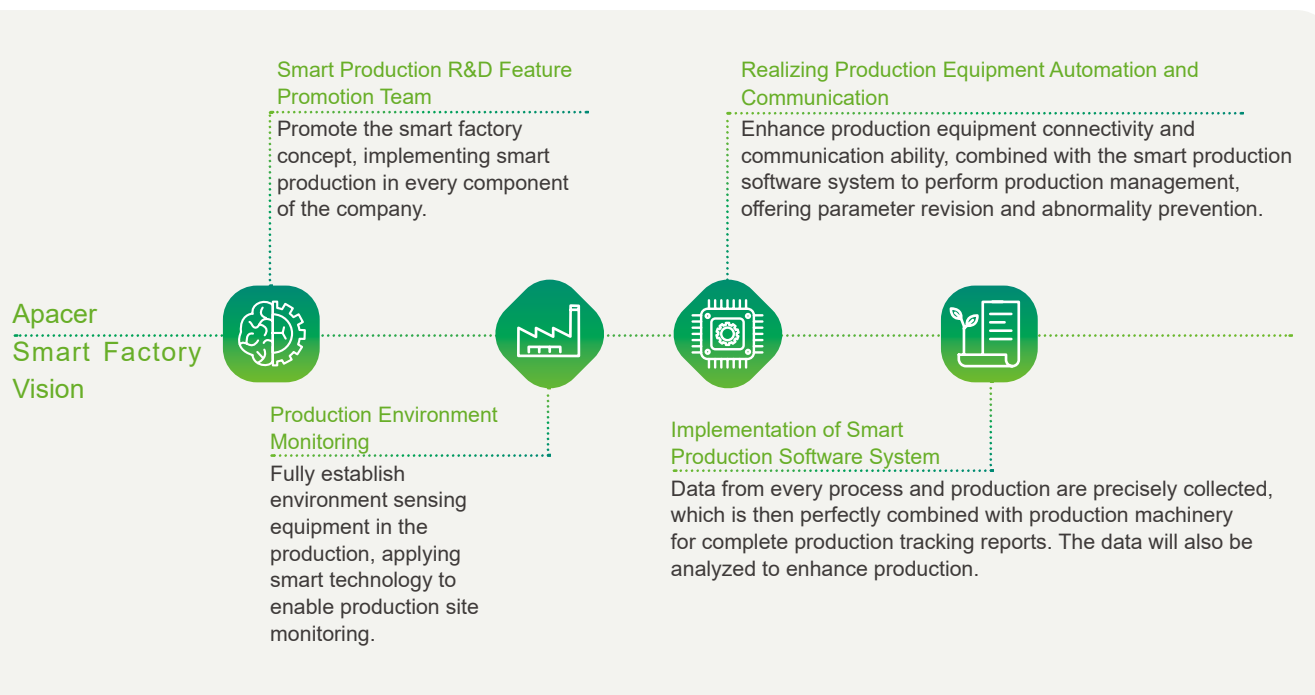 Apacer
Smart Factory
Vision
Smart Production R&D Feature
Promotion Team
Promote the smart factory
concept, implementing smart
production in every component
of the company.
Production Environment
Monitoring
Fully establish
environment sensing
equipment in the
production, applying
smart technology to
enable production site
monitoring.
Realizing Production Equipment Automation and
Communication
Enhance production equipment connectivity and
communication ability, combined with the smart production
software system to perform production management,
offering parameter revision and abnormality prevention.
Implementation of Smart
Production Software System
Data from every process and production are precisely collected,
which is then perfectly combined with production machinery
for complete production tracking reports. The data will also be
analyzed to enhance production.